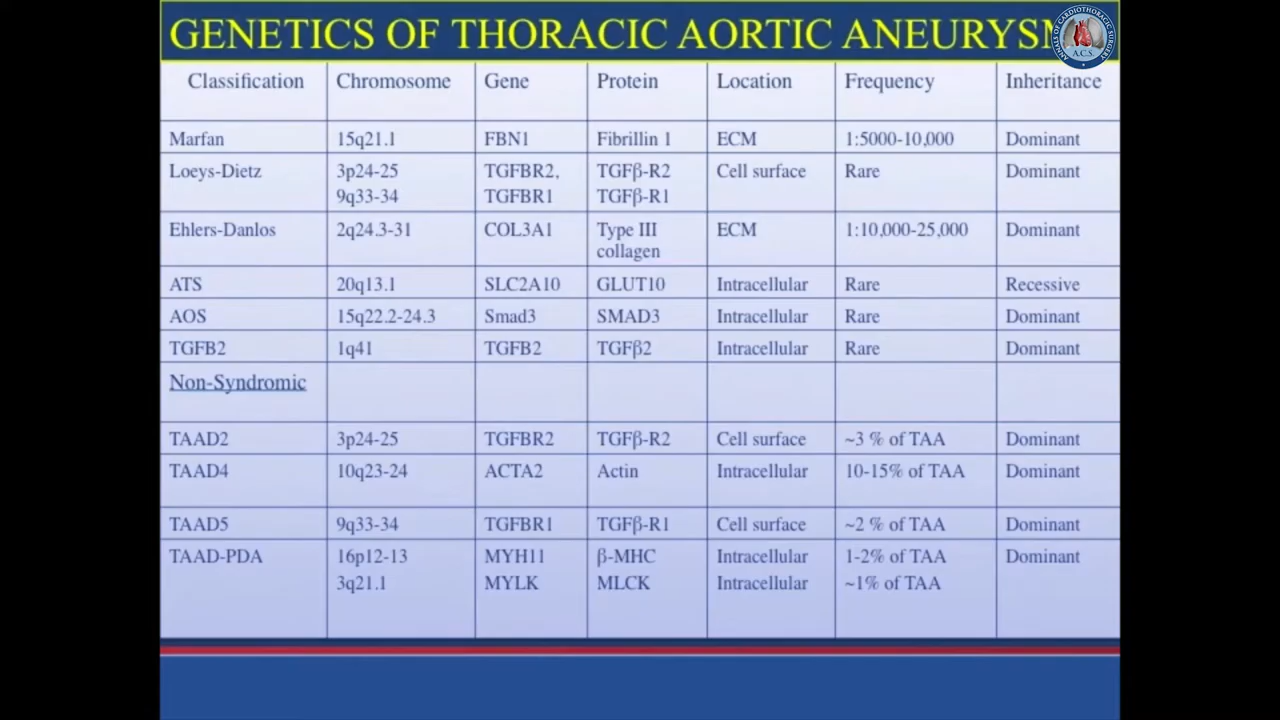 GENETICS OF THORACIC AORTIC ANEURYSM
ANNALS OF CARDIOTHORACIC SURGERY
A.C.S.
Classification Chromosome Gene Protein Location Frequency Inheritance
Marfan 15q21.1 FBN1 Fibrillin 1 ECM 1:5000-10,000 Dominant
Loeys-Dietz 3p24-25 TGFBR2, TGFβ-R2 Cell surface Rare Dominant
9q33-34 TGFBR1 TGFβ-R1
Ehlers-Danlos 2q24.3-31 COL3A1 Type III ECM 1:10,000-25,000 Dominant
collagen
ATS 20q13.1 SLC2A10 GLUT10 Intracellular Rare Recessive
AOS 15q22.2-24.3 Smad3 SMAD3 Intracellular Rare Dominant
TGFB2 1q41 TGFB2 TGFβ2 Intracellular Rare Dominant
Non-Syndromic
TAAD2 3p24-25 TGFBR2 TGFβ-R2 Cell surface ~3 % of TAA Dominant
TAAD4 10q23-24 ACTA2 Actin Intracellular 10-15% of TAA Dominant
TAAD5 9q33-34 TGFBR1 TGFβ-R1 Cell surface ~2 % of TAA Dominant
TAAD-PDA 16p12-13 MYH11 β-MHC Intracellular 1-2% of TAA Dominant
3q21.1 MYLK MLCK Intracellular ~1% of TAA